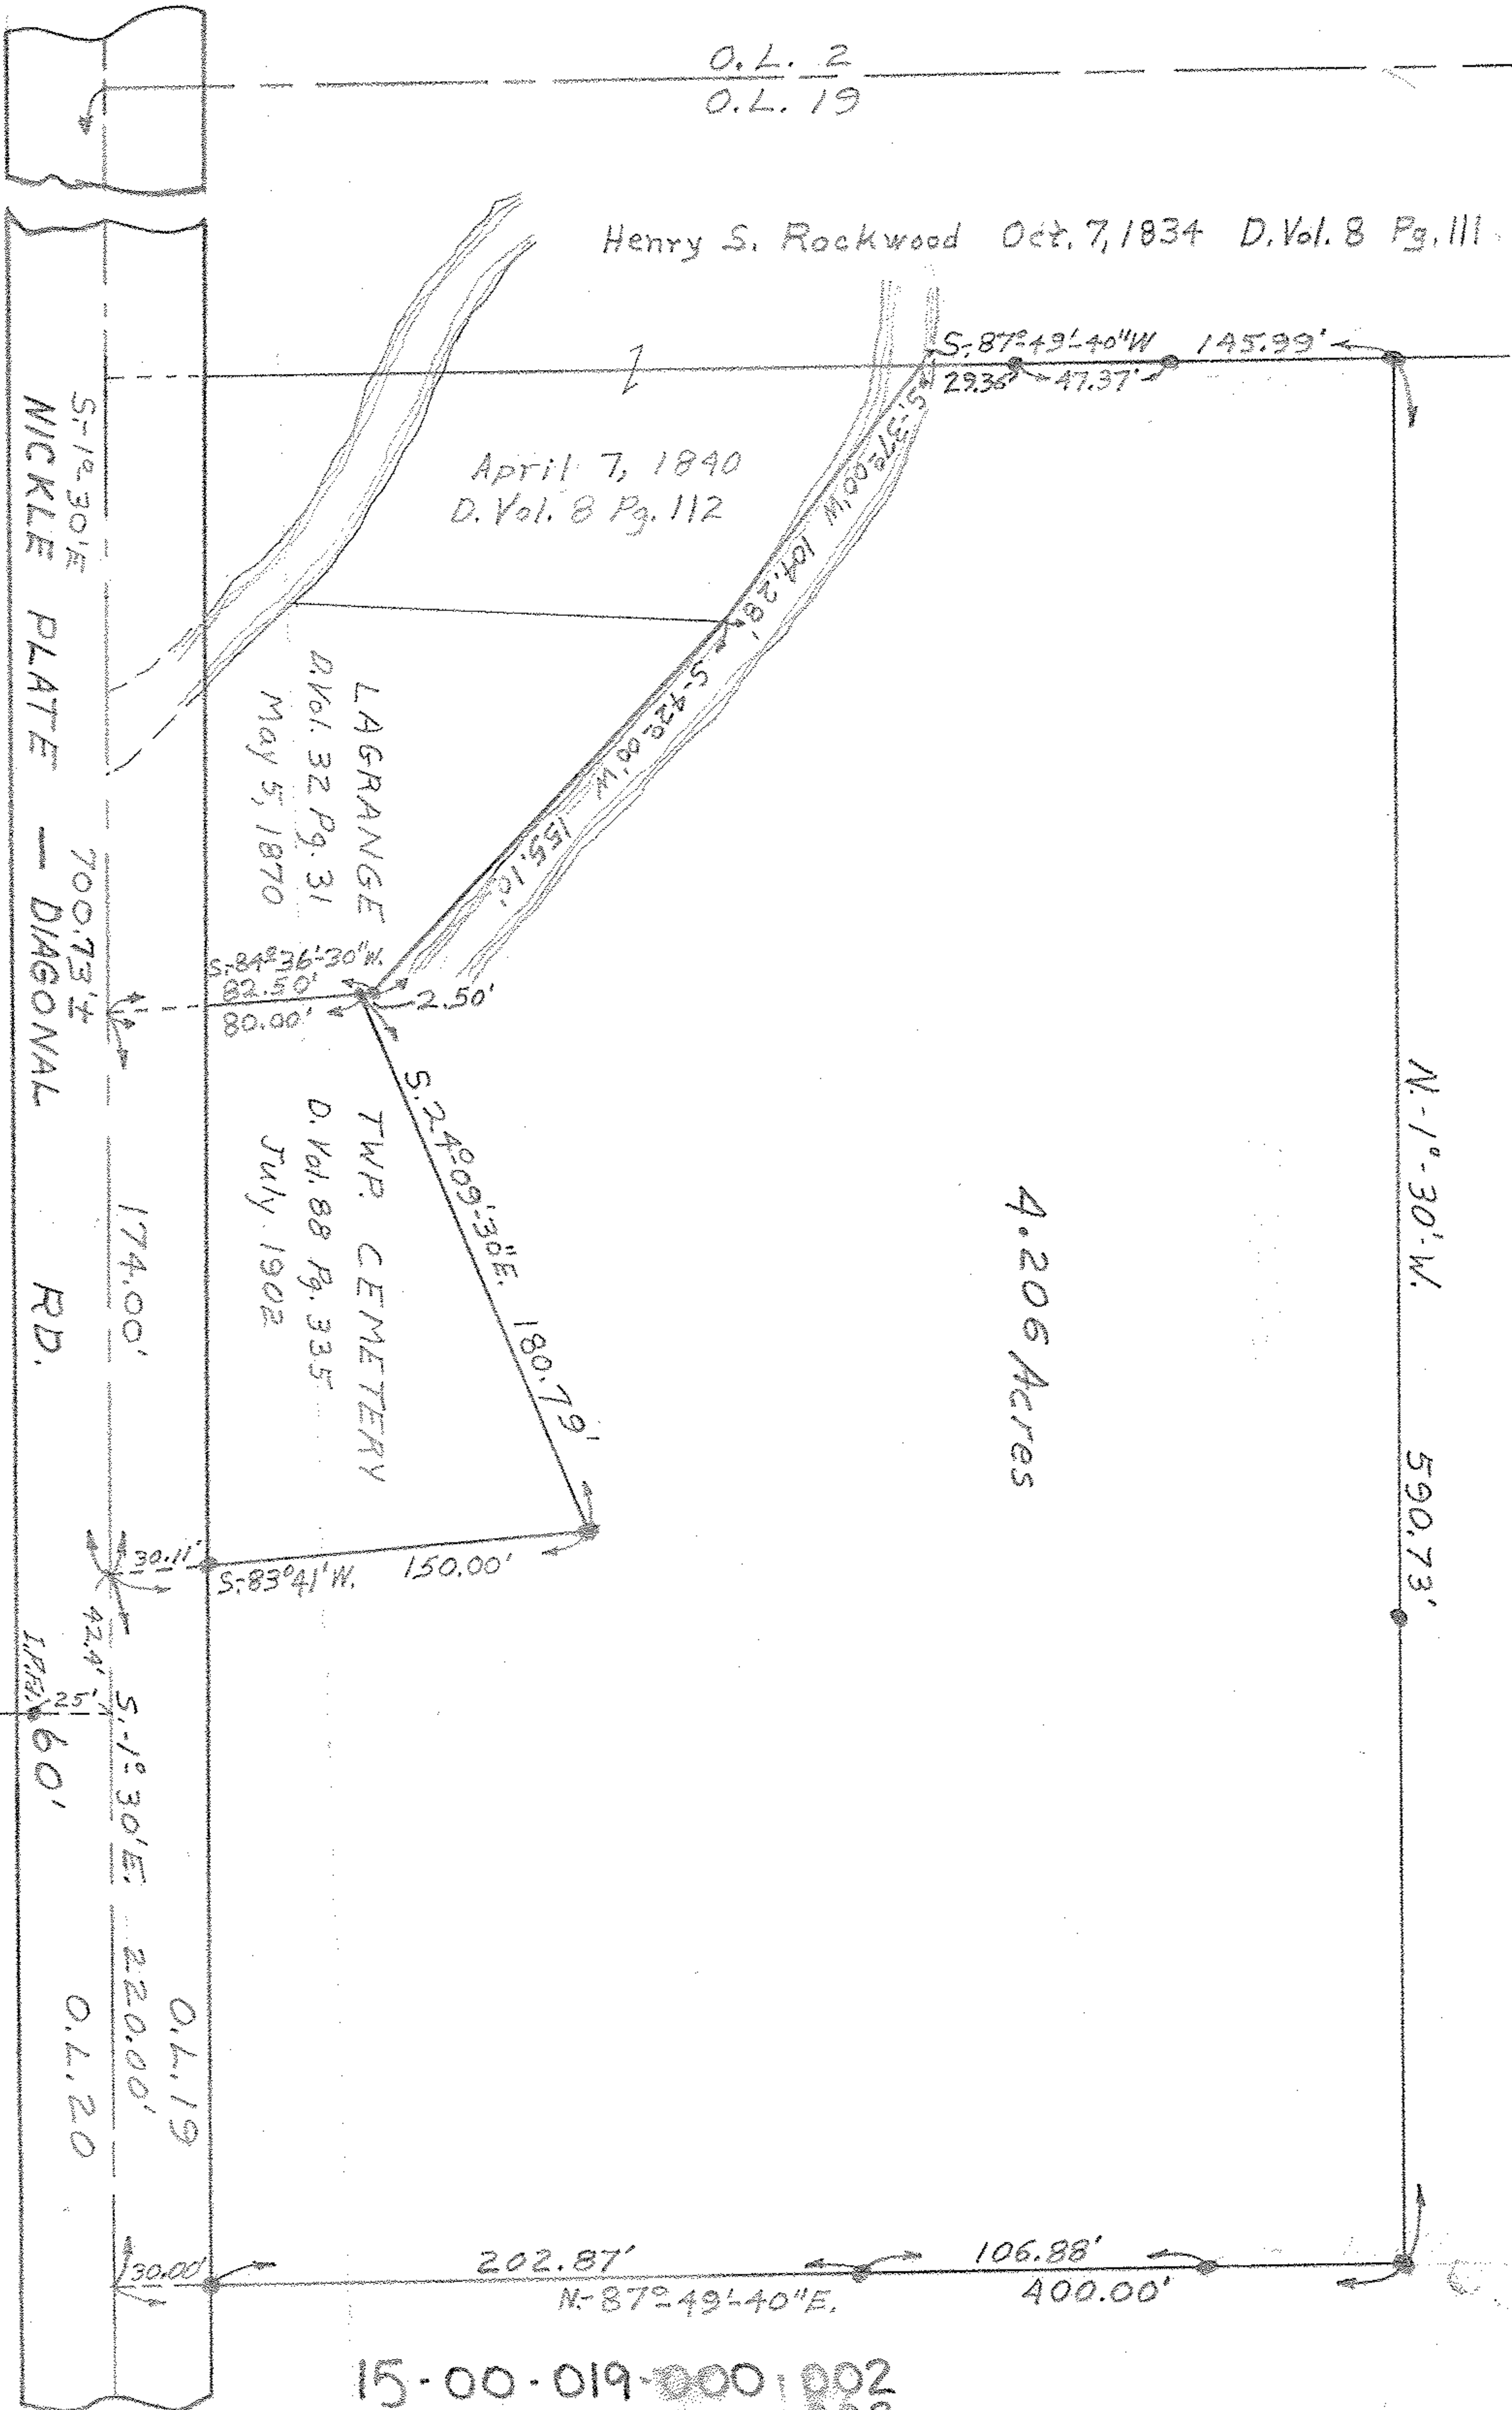 O.L. 2
O.L. 19
Henry S. Rockwood Oct. 7, 1834 D. Vol. 8 Pg. 111
S.-87°-49'-40"W 145.99'
29.36' 47.37'
S.-37°-00'W 104.28'
April 7, 1840
D. Vol. 8 Pg. 112
S-42°-00'W 155.10'
LAGRANGE
D.Vol. 32 Pg. 31
May 5, 1870
S.-1°-30'E 700.73'±
NICKLE PLATE — DIAGONAL RD. 60'
S.-84°-36'-30"W.
82.50'
80.00'
2.50'
TWP. CEMETERY
D. Vol. 88 Pg. 335
July 1902
S.24°-09'-30"E. 180.79'
174.00'
N.-1°-30'-W. 590.73'
4.206 Acres
30.11'
S.-83°41'W. 150.00'
42.4'
I.P.Fd.
25'
S.-1°30'E. 220.00'
O.L. 19
O.L. 20
30.00'
202.87' 106.88'
N.-87°-49'-40"E. 400.00'
15-00-019-000-002